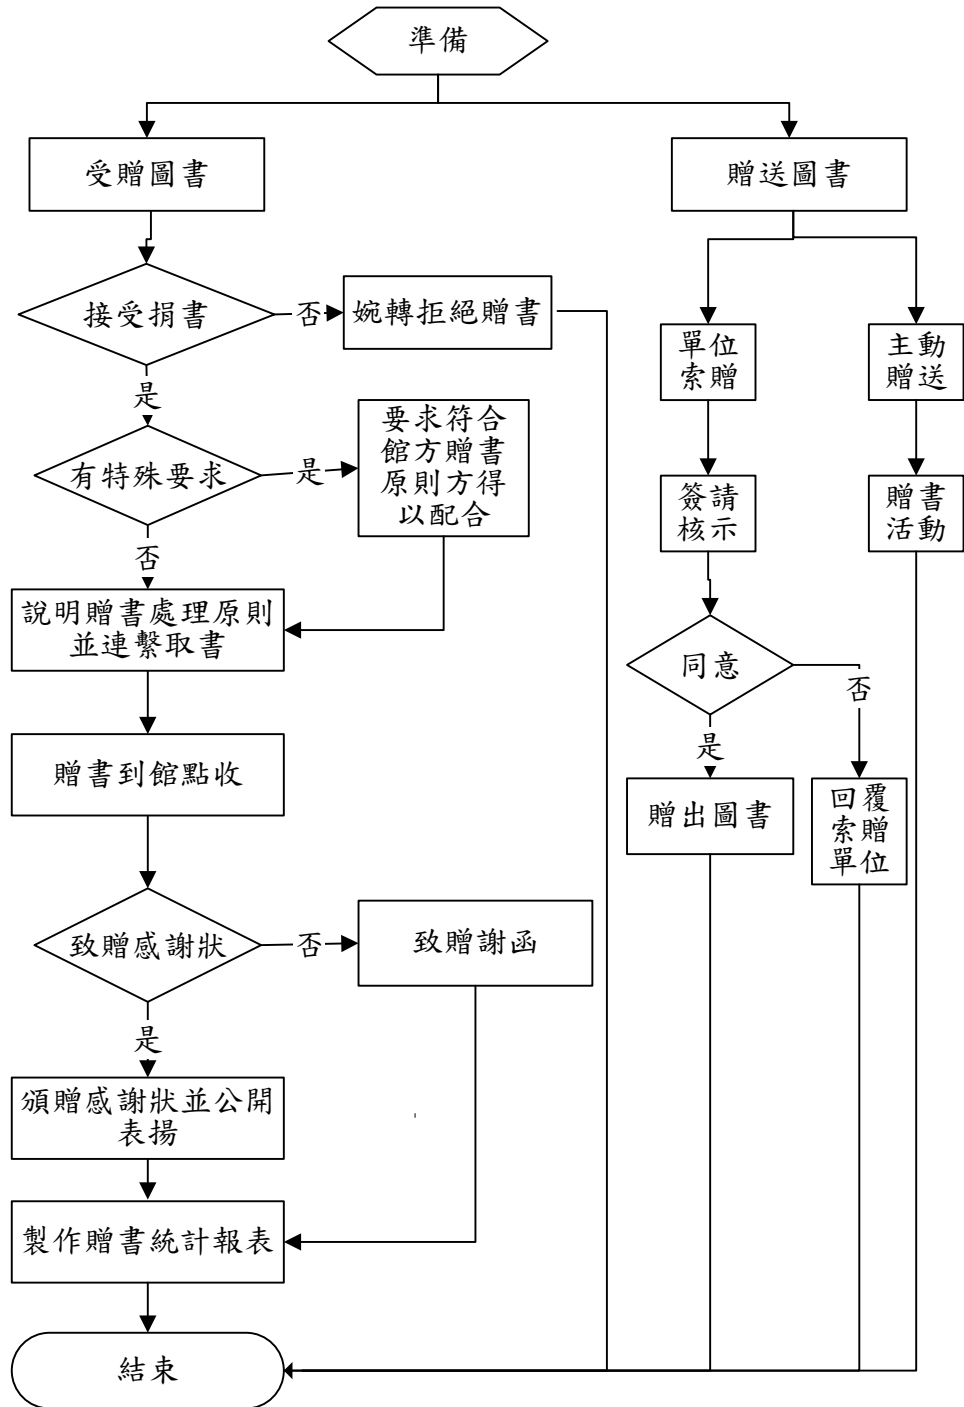 準備
受贈圖書
贈送圖書
接受捐書
否
婉轉拒絕贈書
單位
索贈
主動
贈送
是
有特殊要求
是
要求符合
館方贈書
原則方得
以配合
簽請
核示
贈書
活動
否
說明贈書處理原則
並連繫取書
同意
否
是
贈書到館點收
贈出圖書
回覆
索贈
單位
致贈感謝狀
否
致贈謝函
是
頒贈感謝狀並公開
表揚
製作贈書統計報表
結束